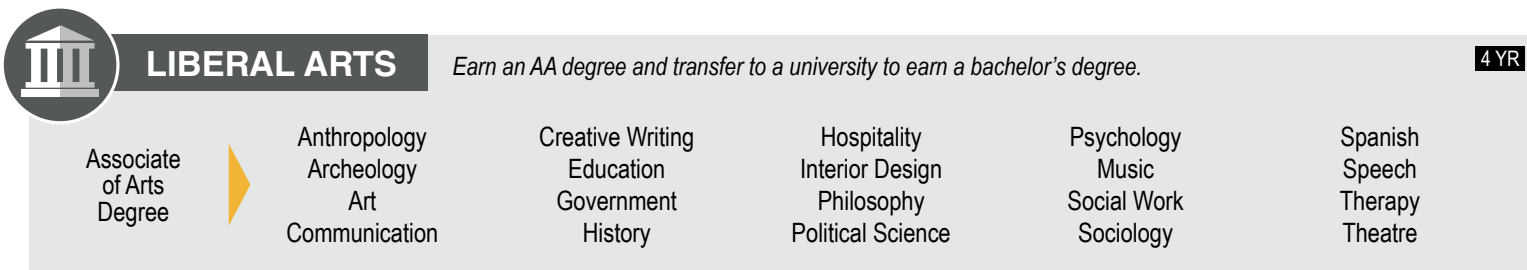 LIBERAL ARTS
Earn an AA degree and transfer to a university to earn a bachelor's degree.
4 YR
Associate
of Arts
Degree
Anthropology
Archeology
Art
Communication
Creative Writing
Education
Government
History
Hospitality
Interior Design
Philosophy
Political Science
Psychology
Music
Social Work
Sociology
Spanish
Speech
Therapy
Theatre